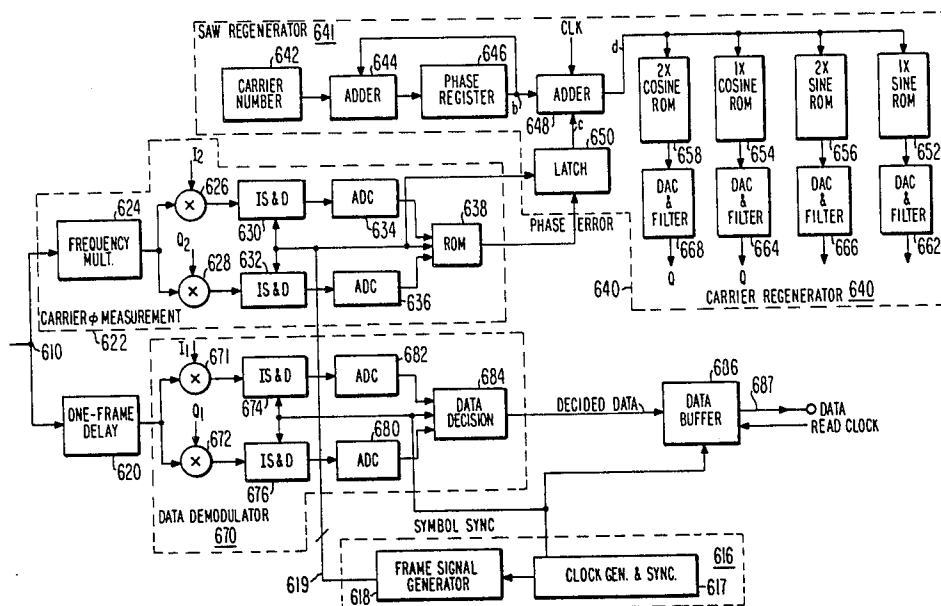 SAW REGENERATOR 641
642
CARRIER NUMBER
644
ADDER
646
PHASE REGISTER
b
CLK
ADDER
648
c
650
LATCH
PHASE ERROR
d
2X COSINE ROM
1X COSINE ROM
2X SINE ROM
1X SINE ROM
658
654
656
652
DAC & FILTER
DAC & FILTER
DAC & FILTER
DAC & FILTER
668
664
666
662
Q
Q
640
CARRIER REGENERATOR 640
I2
626
624
FREQUENCY MULT.
Q2
628
IS&D
630
632
IS&D
ADC
634
ADC
636
638
ROM
CARRIER ϕ MEASUREMENT
622
610
ONE-FRAME DELAY
620
I1
671
Q1
672
IS&D
674
IS&D
676
682
ADC
680
ADC
684
DATA DECISION
DECIDED DATA
686
DATA BUFFER
687
DATA
READ CLOCK
DATA DEMODULATOR
670
SYMBOL SYNC
619
618
FRAME SIGNAL GENERATOR
CLOCK GEN. & SYNC.
617
616